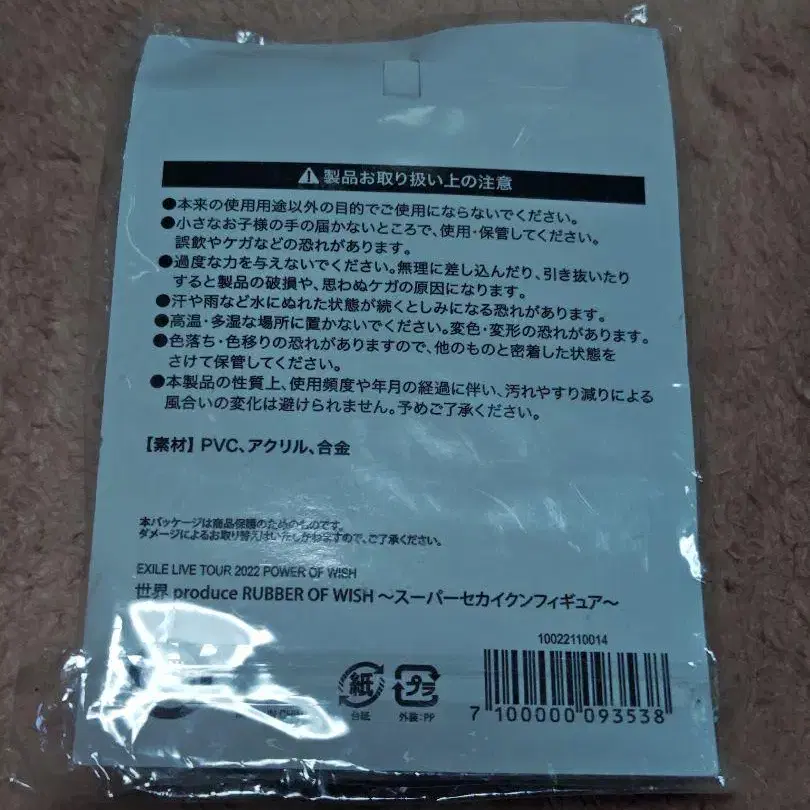 製品お取り扱い上の注意
●本来の使用用途以外の目的でご使用にならないでください。
●小さなお子様の手の届かないところで、使用・保管してください。
誤飲やケガなどの恐れがあります。
●過度な力を与えないでください。無理に差し込んだり、引き抜いたり
すると製品の破損や、思わぬケガの原因になります。
●汗や雨など水にぬれた状態が続くとしみになる恐れがあります。
●高温・多湿な場所に置かないでください。変色・変形の恐れがあります。
●色落ち・色移りの恐れがありますので、他のものと密着した状態を
さけて保管してください。
●本製品の性質上、使用頻度や年月の経過に伴い、汚れやすり減りによる
風合いの変化は避けられません。予めご了承ください。
【素材】PVC、アクリル、合金
本パッケージは商品保護のためのものです。
ダメージによるお取り替えはいたしかねますので、ご了承ください。
EXILE LIVE TOUR 2022 POWER OF WISH
世界 produce RUBBER OF WISH ～スーパーセカイクンフィギュア～
10022110014
紙
台紙
プラ
外装:PP
7 100000 093538